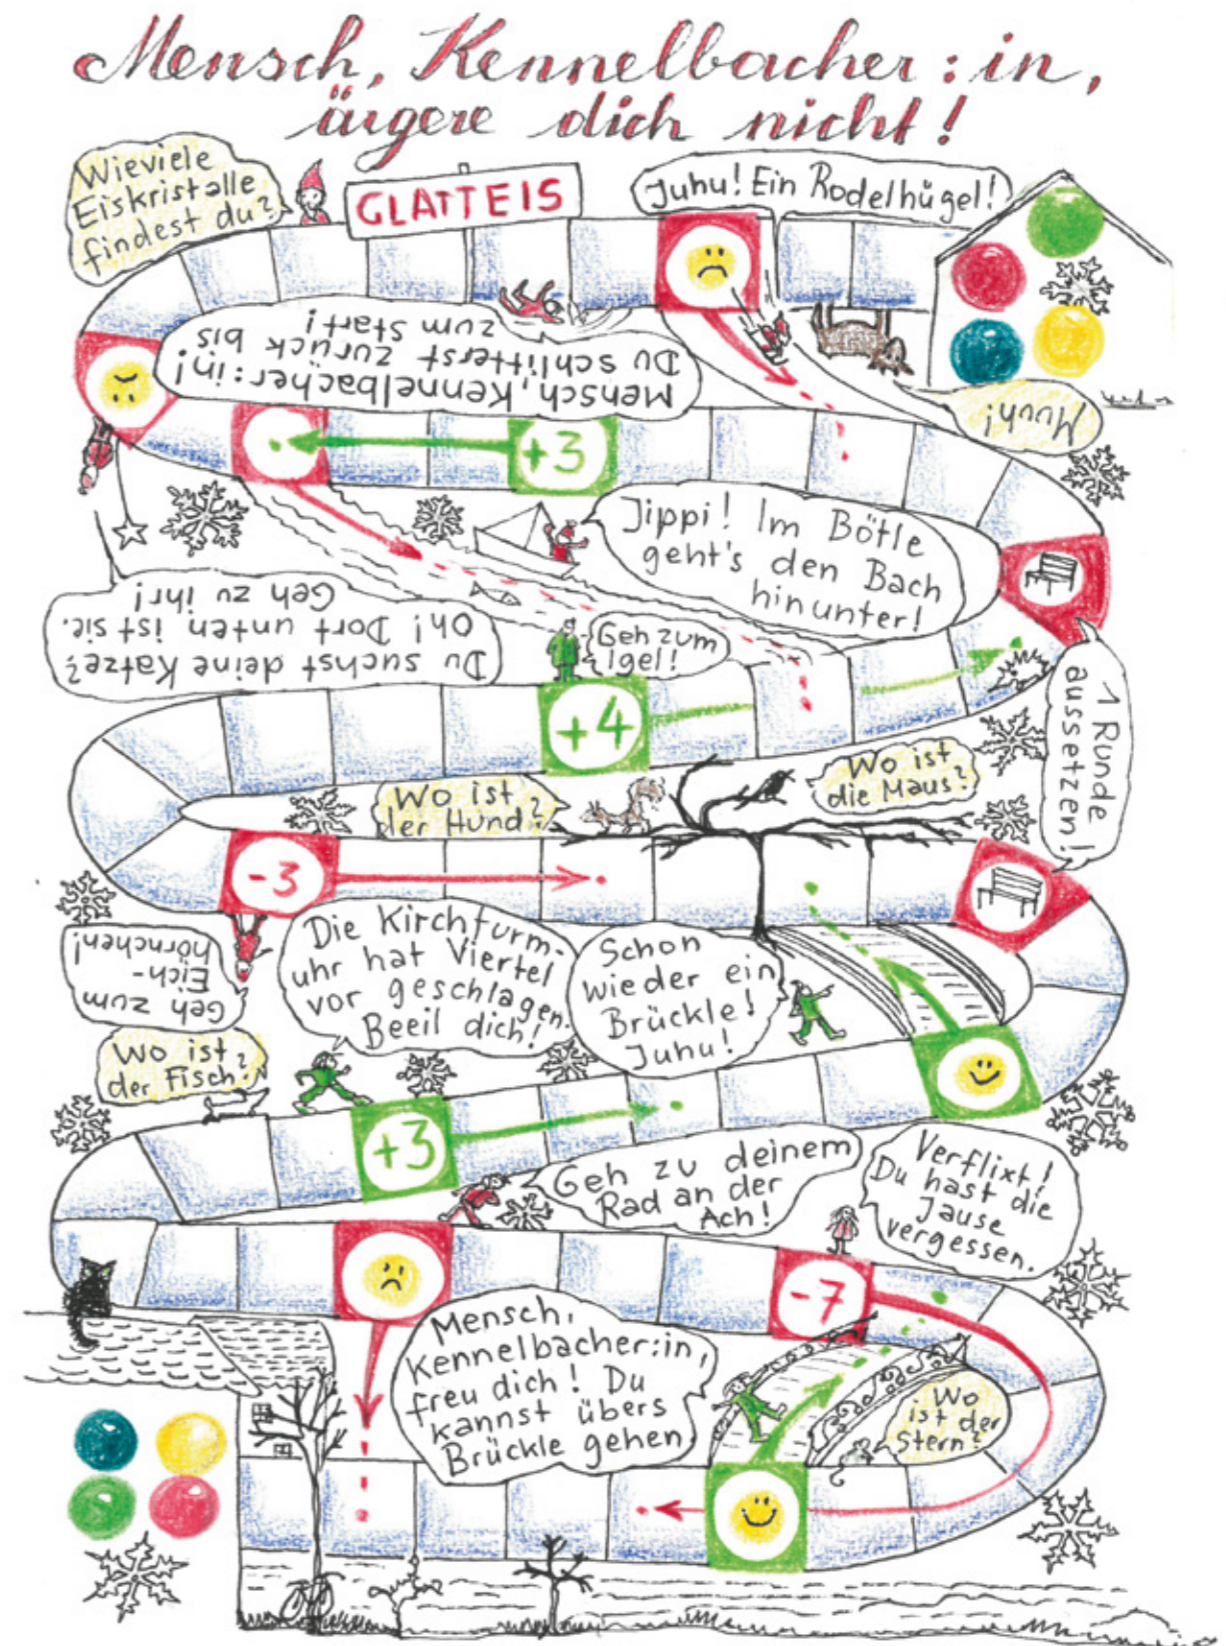 Mensch, Kennelbacher:in,
ärgere dich nicht!
Wieviele
Eiskristalle
findest du?
GLATTEIS
Juhu! Ein Rodelhügel!
Mensch, Kennelbacher:in!
Du schlitterst zurück bis
zum Start!
Muuh!
+3
Jippi! Im Bötle
geht's den Bach
hinunter!
Du suchst deine Katze?
Oh! Dort unten ist sie.
Geh zu ihr!
Geh zum
Igel!
+4
1 Runde
aussetzen!
Wo ist
der Hund?
Wo ist
die Maus?
-3
Geh zum
Eich-
hörnchen!
Die Kirchturm-
uhr hat Viertel
vor geschlagen.
Beeil dich!
Schon
wieder ein
Brückle!
Juhu!
Wo ist
der Fisch?
+3
Geh zu deinem
Rad an der
Ach!
Verflixt!
Du hast die
Jause
vergessen.
-7
Mensch,
Kennelbacher:in,
freu dich! Du
kannst übers
Brückle gehen
Wo
ist der
Stern?